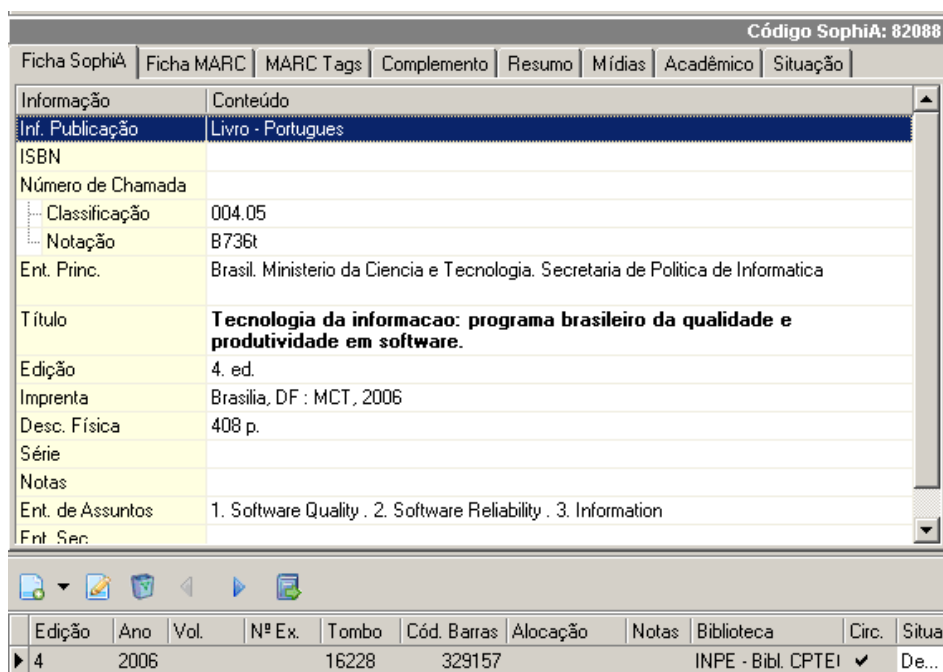 Código SophiA: 82088
Ficha SophiA Ficha MARC MARC Tags Complemento Resumo Mídias Acadêmico Situação
Informação Conteúdo
Inf. Publicação Livro - Portugues
ISBN
Número de Chamada
Classificação 004.05
Notação B736t
Ent. Princ. Brasil. Ministerio da Ciencia e Tecnologia. Secretaria de Politica de Informatica
Título Tecnologia da informacao: programa brasileiro da qualidade e
produtividade em software.
Edição 4. ed.
Imprenta Brasilia, DF : MCT, 2006
Desc. Física 408 p.
Série
Notas
Ent. de Assuntos 1. Software Quality . 2. Software Reliability . 3. Information
Ent. Sec.
Edição Ano Vol. Nº Ex. Tombo Cód. Barras Alocação Notas Biblioteca Circ. Situa
4 2006 16228 329157 INPE - Bibl. CPTE De...